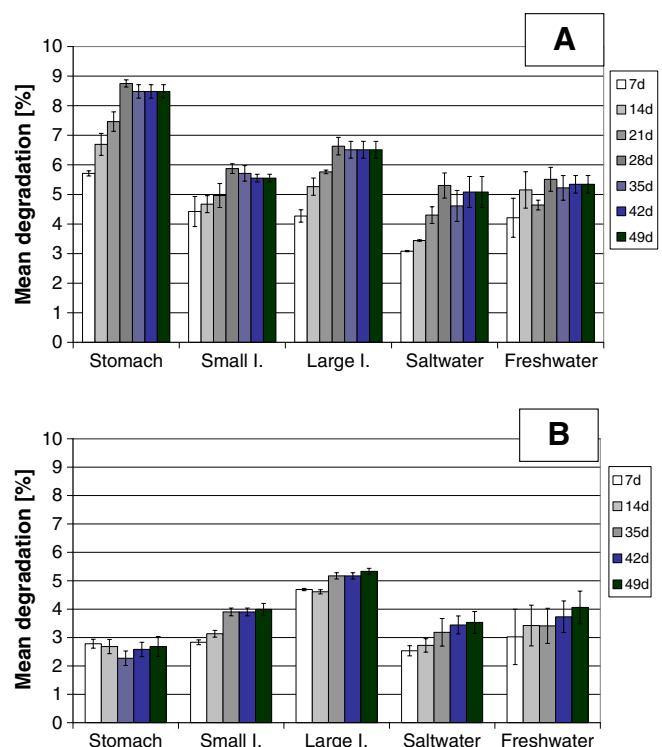 A
Mean degradation [%]
10
9
8
7
6
5
4
3
2
1
0
Stomach Small I. Large I. Saltwater Freshwater
7d
14d
21d
28d
35d
42d
49d
B
Mean degradation [%]
10
9
8
7
6
5
4
3
2
1
0
Stomach Small I. Large I. Saltwater Freshwater
7d
14d
35d
42d
49d